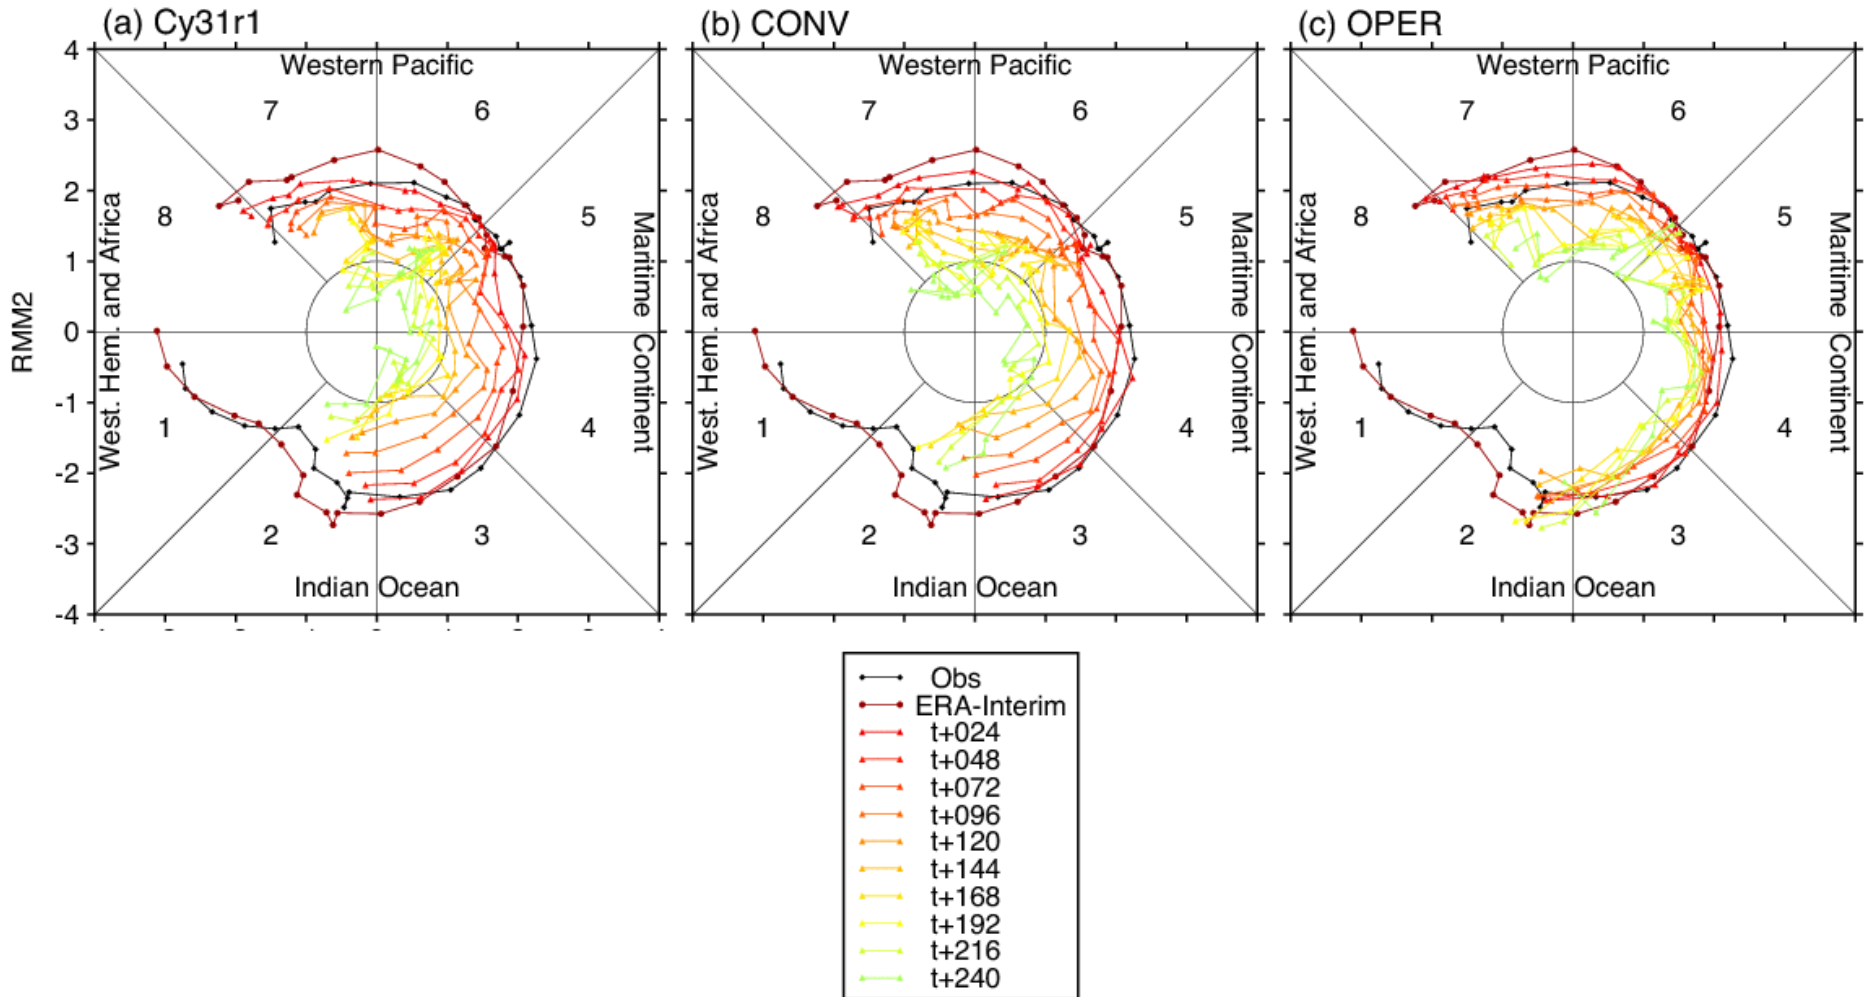 (a) Cy31r1
(b) CONV
(c) OPER
4
3
2
1
0
-1
-2
-3
-4
RMM2
Western Pacific
7
6
8
5
West. Hem. and Africa
Maritime Continent
1
4
2
3
Indian Ocean
Western Pacific
7
6
8
5
West. Hem. and Africa
Maritime Continent
1
4
2
3
Indian Ocean
Western Pacific
7
6
8
5
West. Hem. and Africa
Maritime Continent
1
4
2
3
Indian Ocean
Obs
ERA-Interim
t+024
t+048
t+072
t+096
t+120
t+144
t+168
t+192
t+216
t+240